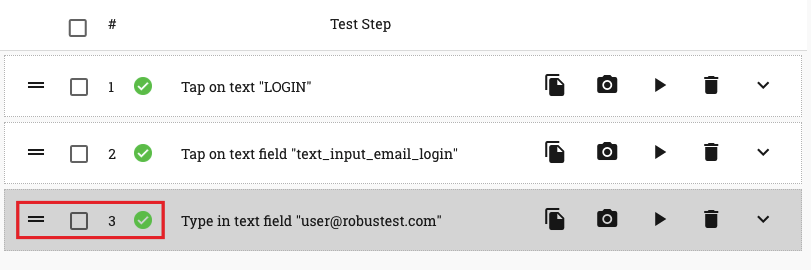 # Test Step
1 Tap on text "LOGIN"
2 Tap on text field "text_input_email_login"
3 Type in text field "user@robustest.com"